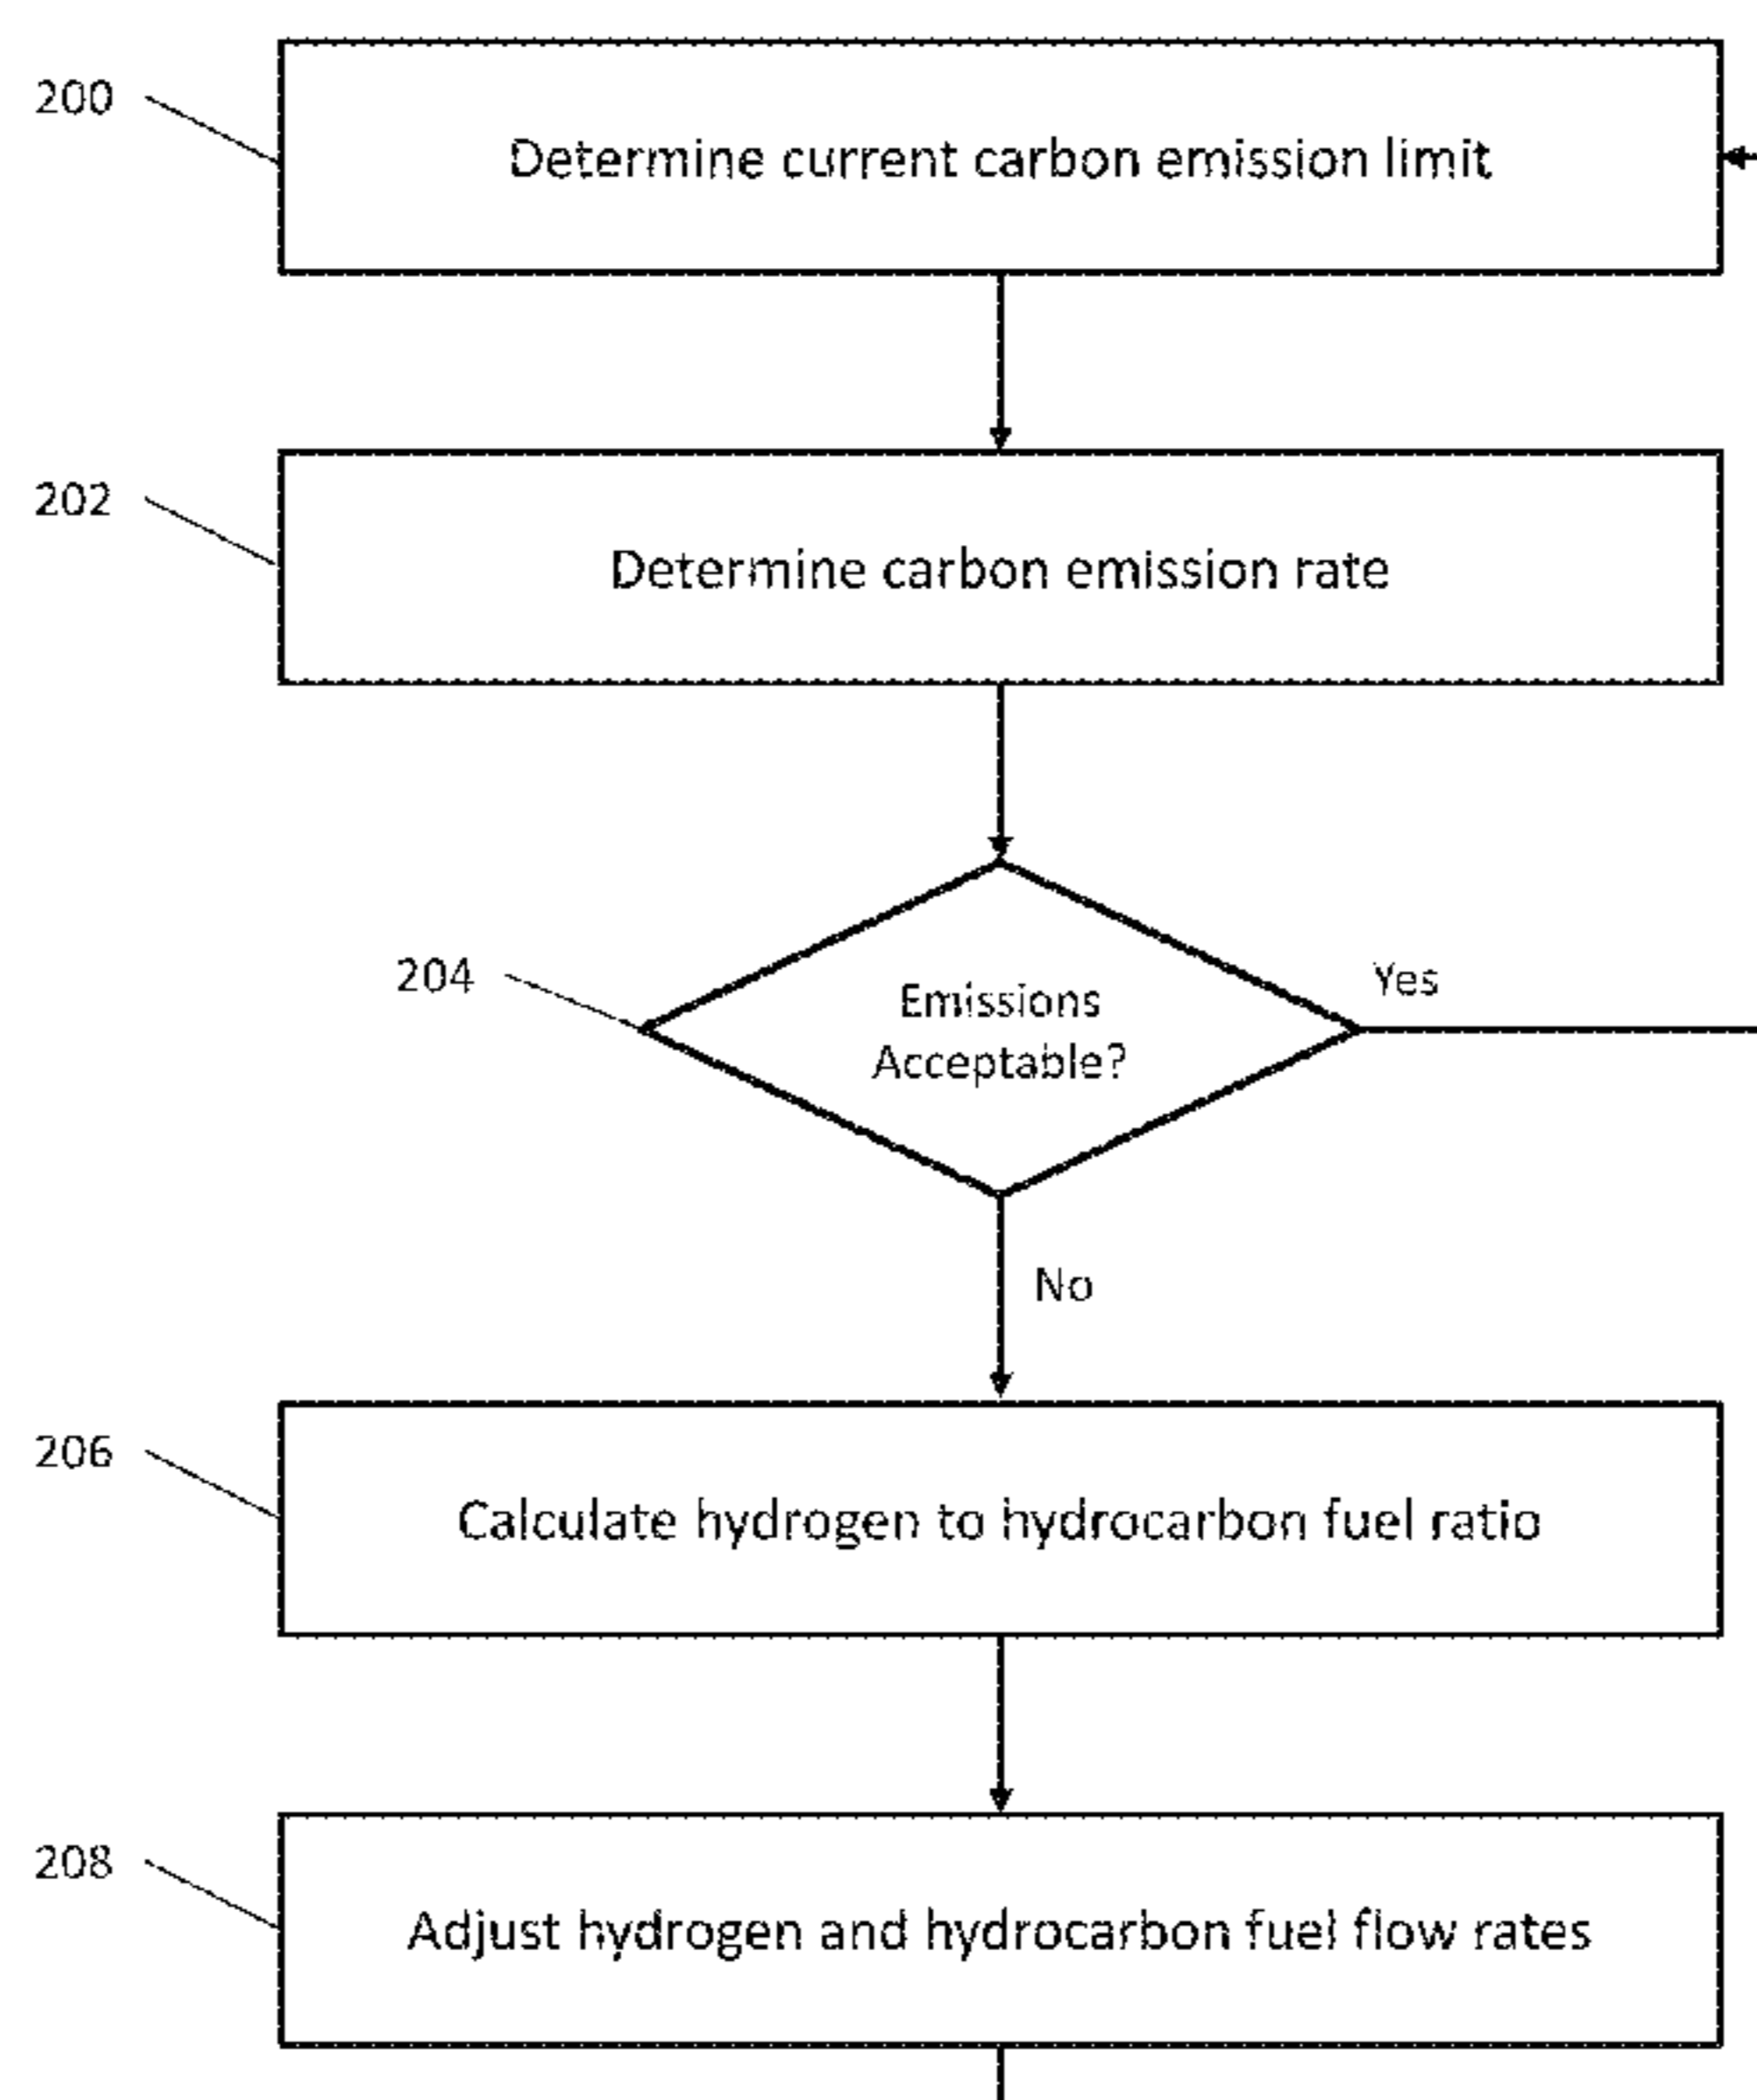 200
Determine current carbon emission limit
202
Determine carbon emission rate
204
Emissions
Acceptable?
Yes
No
206
Calculate hydrogen to hydrocarbon fuel ratio
208
Adjust hydrogen and hydrocarbon fuel flow rates